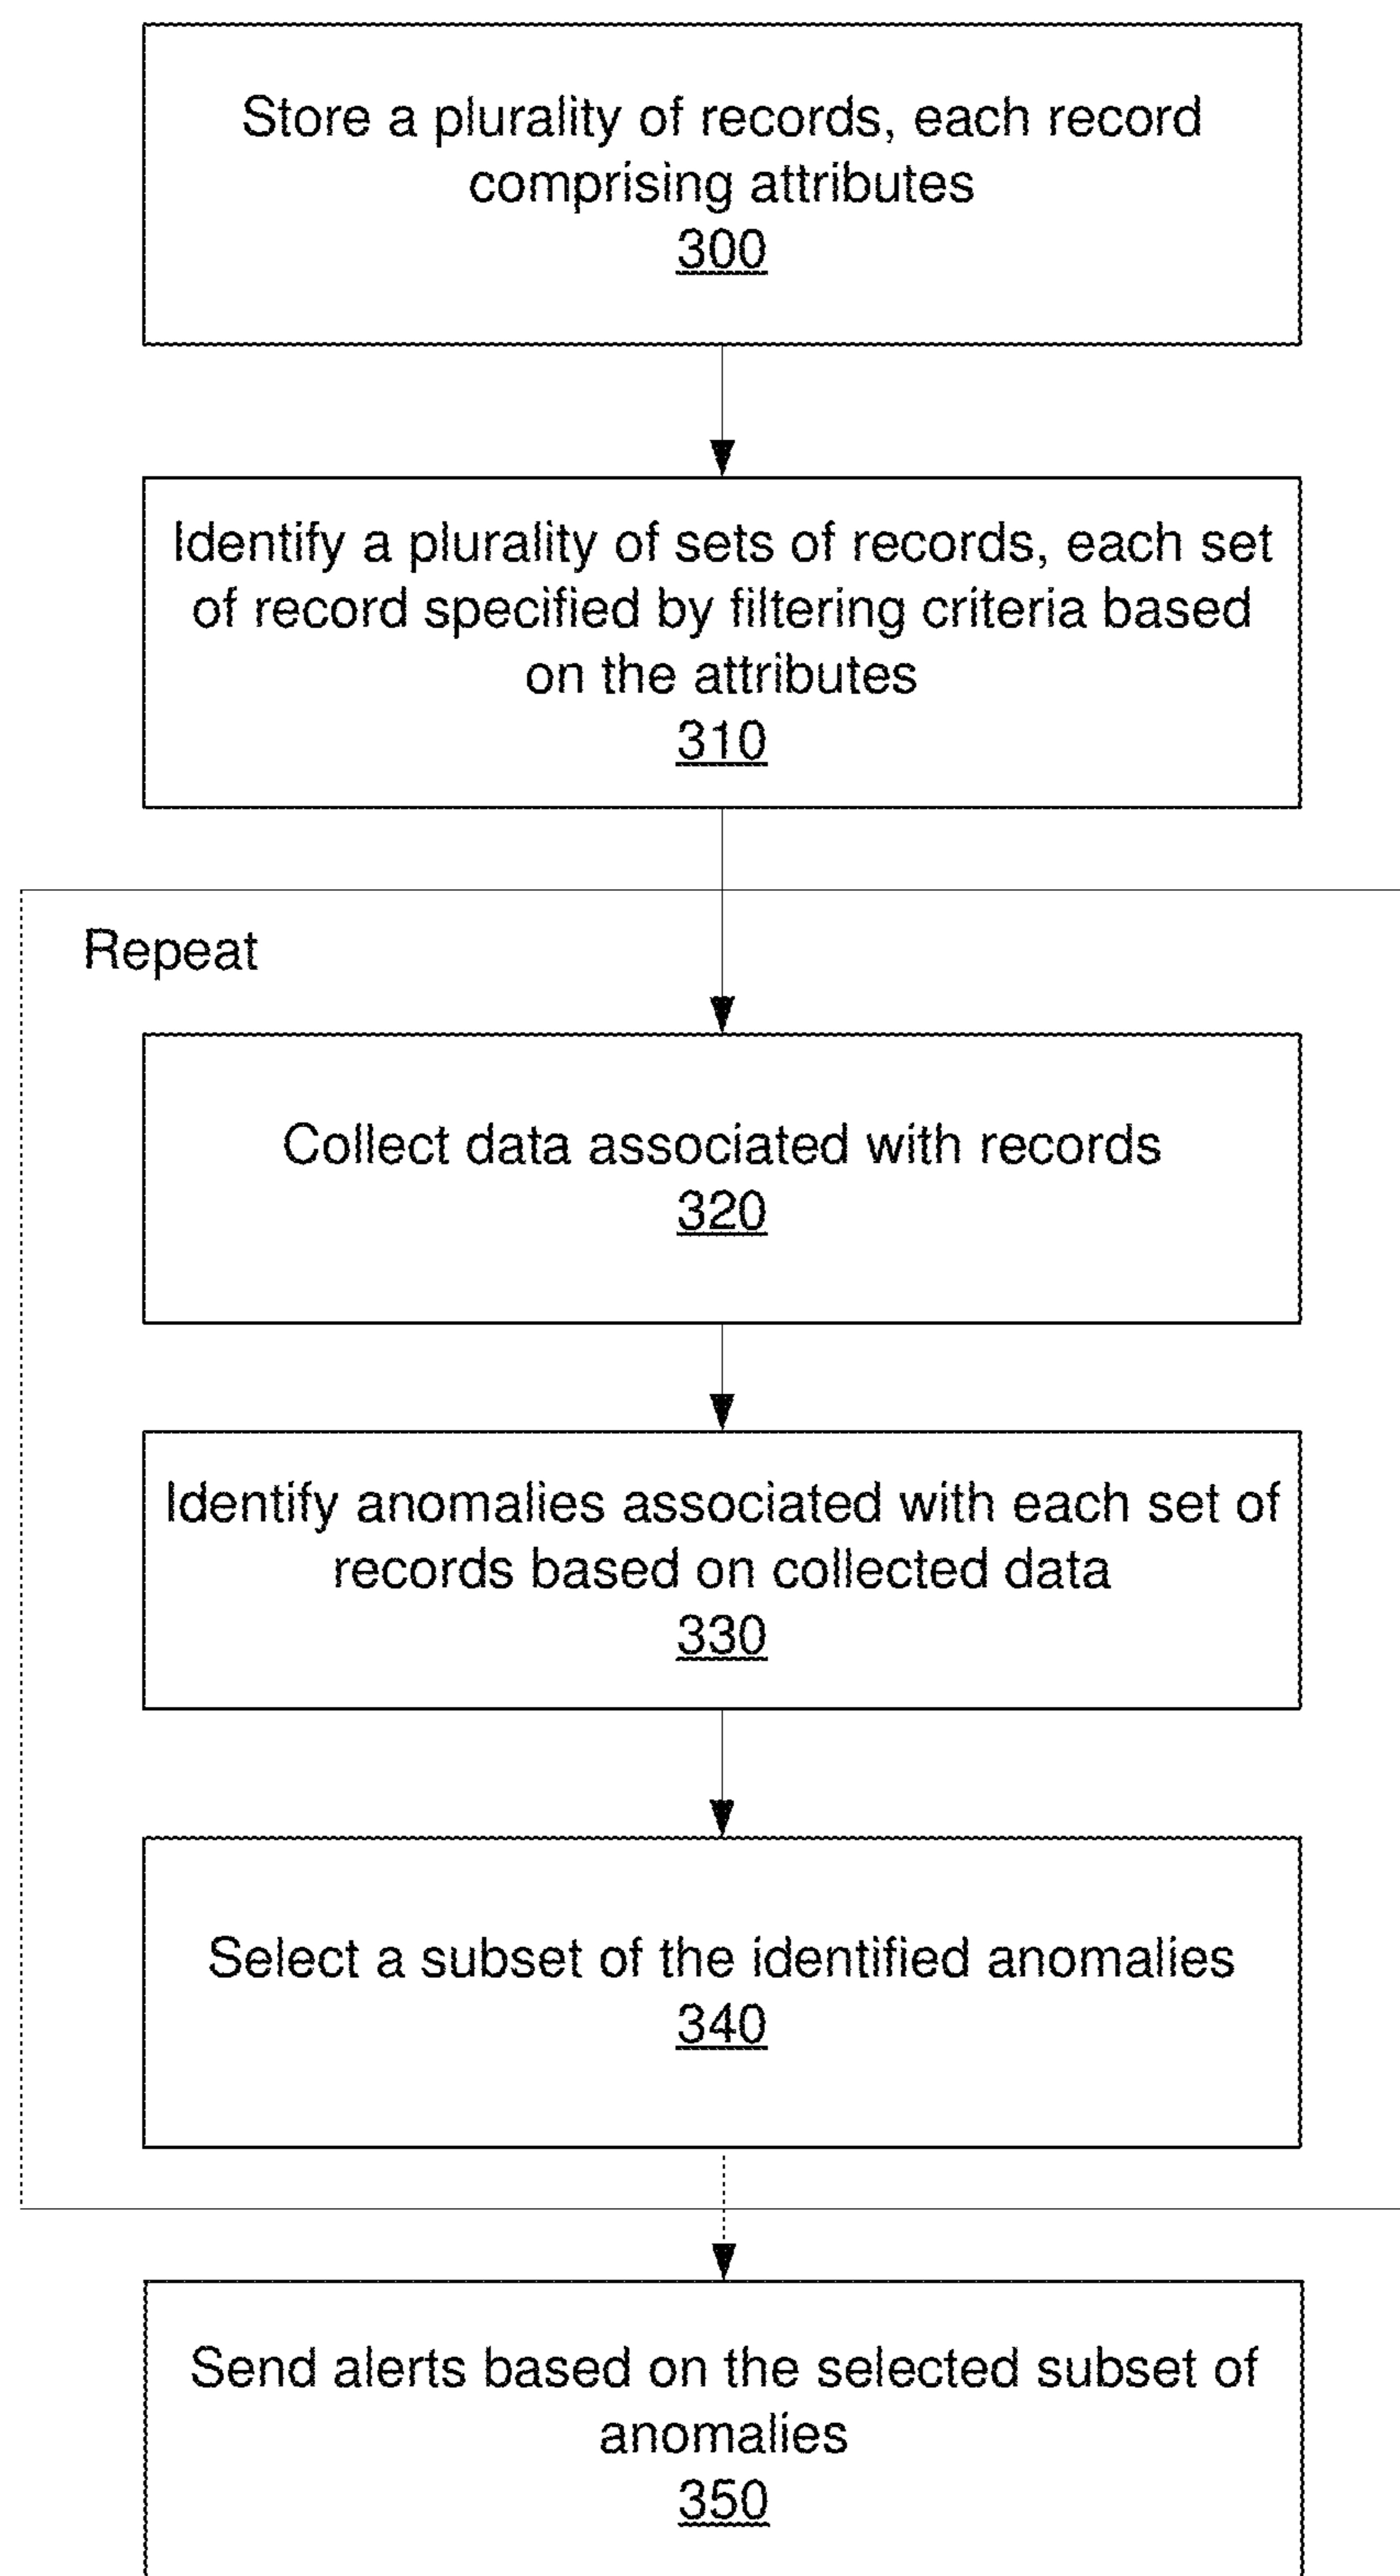 Store a plurality of records, each record
comprising attributes
300
Identify a plurality of sets of records, each set
of record specified by filtering criteria based
on the attributes
310
Repeat
Collect data associated with records
320
Identify anomalies associated with each set of
records based on collected data
330
Select a subset of the identified anomalies
340
Send alerts based on the selected subset of
anomalies
350